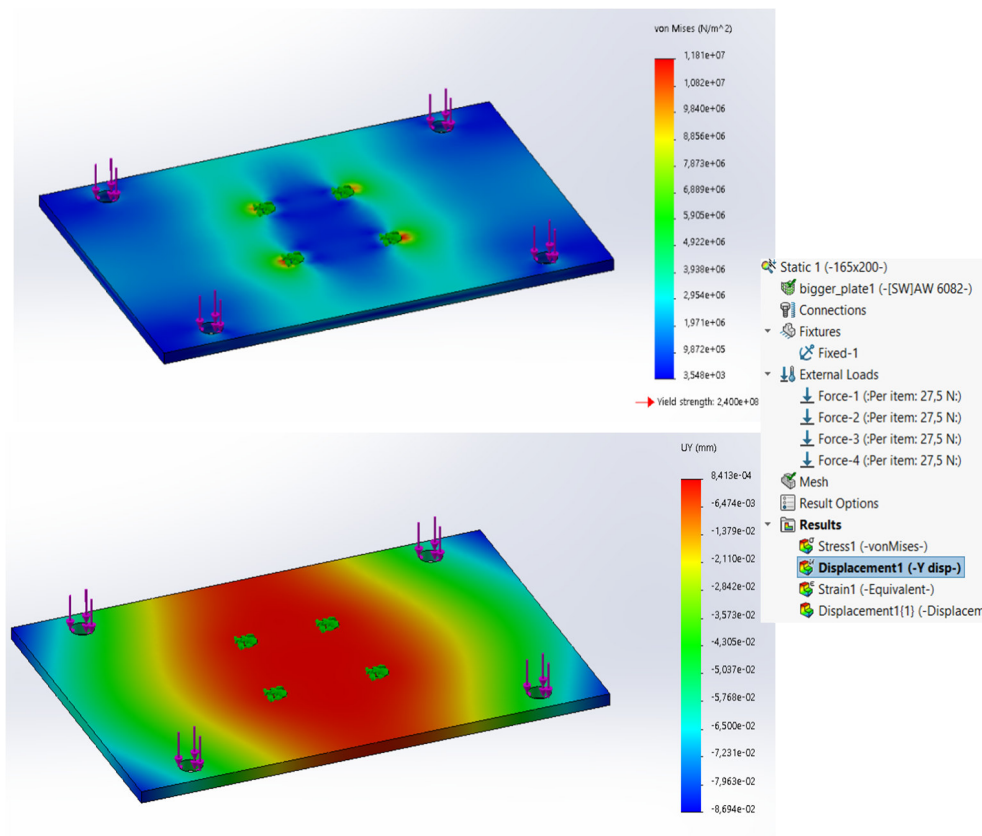 von Mises (N/m^2)
1,181e+07
1,082e+07
9,840e+06
8,856e+06
7,873e+06
6,889e+06
5,905e+06
4,922e+06
3,938e+06
2,954e+06
1,971e+06
9,872e+05
3,548e+03
Yield strength: 2,400e+08
Static 1 (-165x200-)
bigger_plate1 (-[SW]AW 6082-)
Connections
Fixtures
Fixed-1
External Loads
Force-1 (:Per item: 27,5 N:)
Force-2 (:Per item: 27,5 N:)
Force-3 (:Per item: 27,5 N:)
Force-4 (:Per item: 27,5 N:)
Mesh
Result Options
Results
Stress1 (-vonMises-)
Displacement1 (-Y disp-)
Strain1 (-Equivalent-)
Displacement1{1} (-Displacem
UY (mm)
8,413e-04
-6,474e-03
-1,379e-02
-2,110e-02
-2,842e-02
-3,573e-02
-4,305e-02
-5,037e-02
-5,768e-02
-6,500e-02
-7,231e-02
-7,963e-02
-8,694e-02